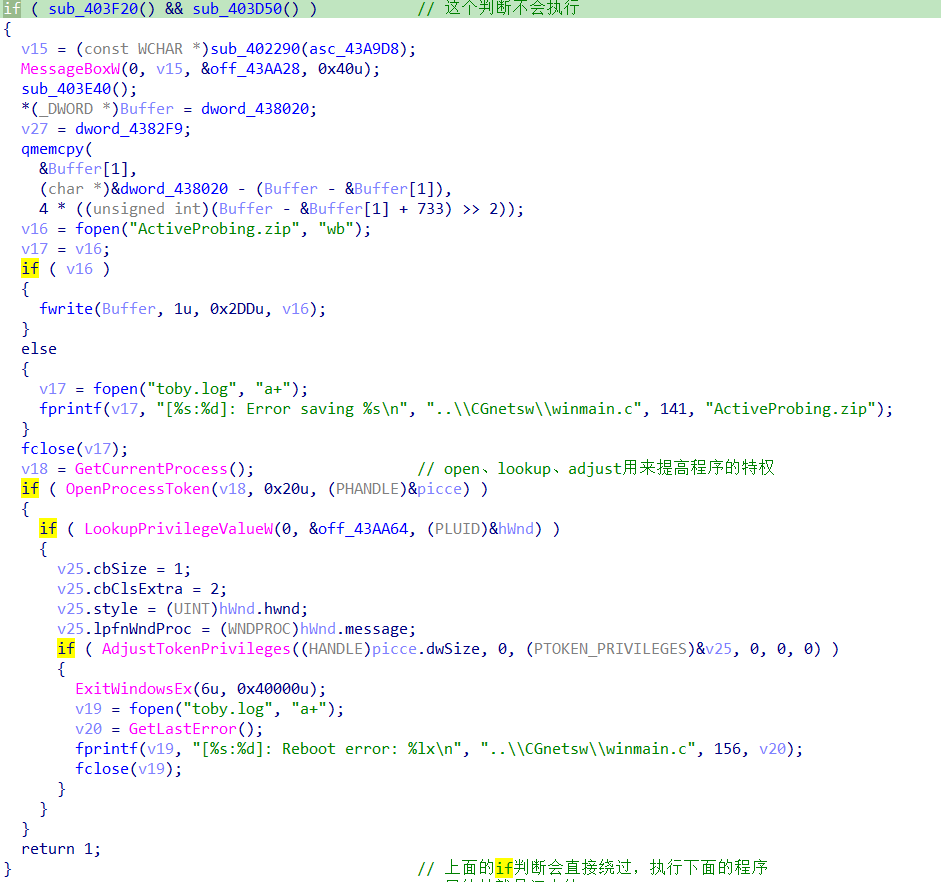 if ( sub_403F20() && sub_403D50() ) // 这个判断不会执行
{
v15 = (const WCHAR *)sub_402290(asc_43A9D8);
MessageBoxW(0, v15, &off_43AA28, 0x40u);
sub_403E40();
*(_DWORD *)Buffer = dword_438020;
v27 = dword_4382F9;
qmemcpy(
&Buffer[1],
(char *)&dword_438020 - (Buffer - &Buffer[1]),
4 * ((unsigned int)(Buffer - &Buffer[1] + 733) >> 2));
v16 = fopen("ActiveProbing.zip", "wb");
v17 = v16;
if ( v16 )
{
fwrite(Buffer, 1u, 0x2DDu, v16);
}
else
{
v17 = fopen("toby.log", "a+");
fprintf(v17, "[%s:%d]: Error saving %s\n", "..\\CGnetsw\\winmain.c", 141, "ActiveProbing.zip");
}
fclose(v17);
v18 = GetCurrentProcess(); // open、lookup、adjust用来提高程序的特权
if ( OpenProcessToken(v18, 0x20u, (PHANDLE)&picce) )
{
if ( LookupPrivilegeValueW(0, &off_43AA64, (PLUID)&hWnd) )
{
v25.cbSize = 1;
v25.cbClsExtra = 2;
v25.style = (UINT)hWnd.hwnd;
v25.lpfnWndProc = (WNDPROC)hWnd.message;
if ( AdjustTokenPrivileges((HANDLE)picce.dwSize, 0, (PTOKEN_PRIVILEGES)&v25, 0, 0, 0) )
{
ExitWindowsEx(6u, 0x40000u);
v19 = fopen("toby.log", "a+");
v20 = GetLastError();
fprintf(v19, "[%s:%d]: Reboot error: %lx\n", "..\\CGnetsw\\winmain.c", 156, v20);
fclose(v19);
}
}
}
return 1;
} // 上面的if判断会直接绕过，执行下面的程序